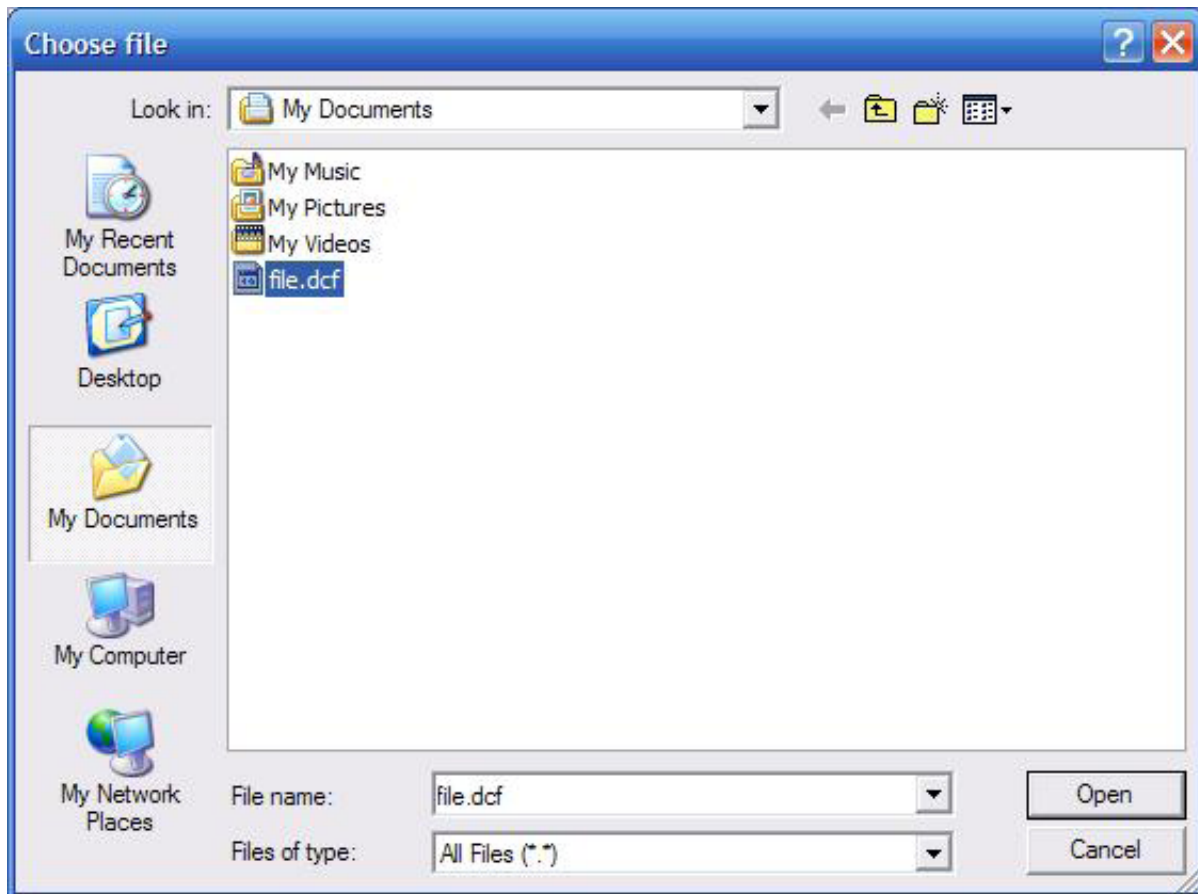 Choose file
Look in: My Documents
My Recent
Documents
Desktop
My Documents
My Computer
My Network
Places
My Music
My Pictures
My Videos
file.dcf
File name: file.dcf Open
Files of type: All Files (*.*) Cancel